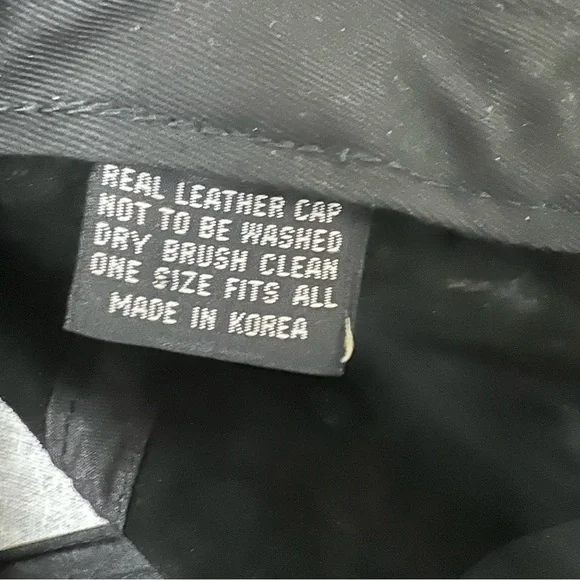 REAL LEATHER CAP
NOT TO BE WASHED
DRY BRUSH CLEAN
ONE SIZE FITS ALL
MADE IN KOREA